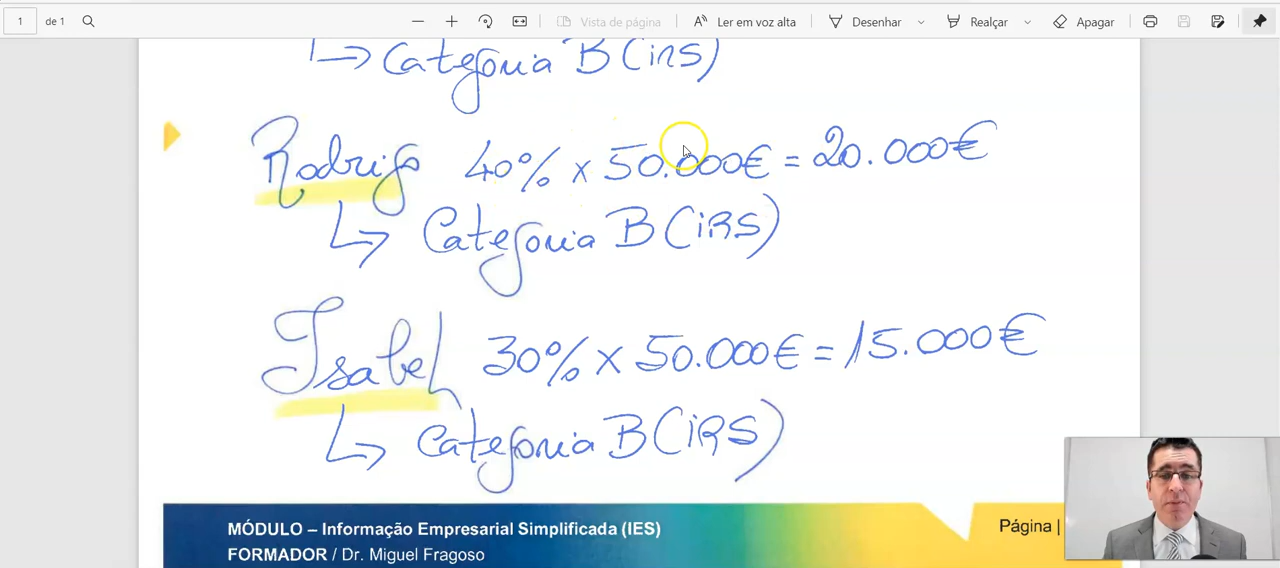 1
de 1
Vista de página
Ler em voz alta
Desenhar
Realçar
Apagar
↳ Categoria B (iRS)
Rodrigo 40% x 50.000€ = 20.000€
↳ Categoria B (iRS)
Isabel 30% x 50.000€ = 15.000€
↳ Categoria B (iRS)
MÓDULO – Informação Empresarial Simplificada (IES)
Página |
FORMADOR / Dr. Miguel Fragoso